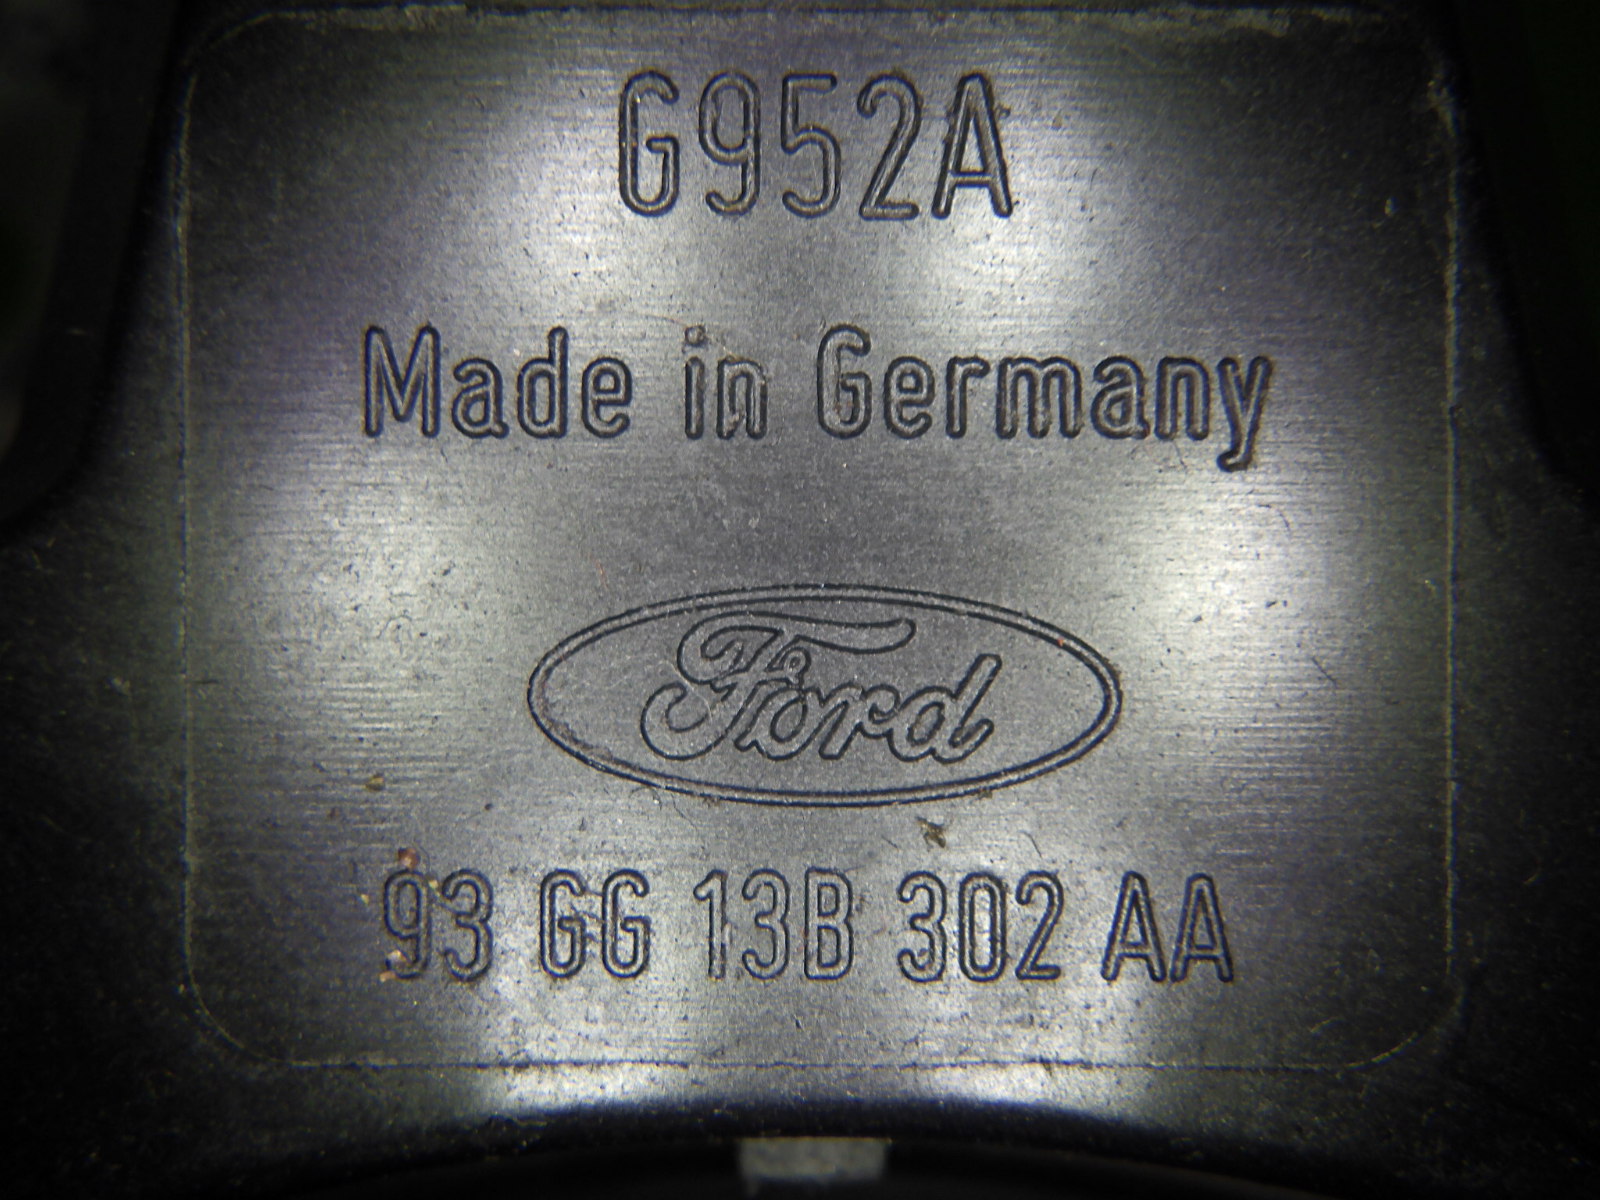 G952A
Made in Germany
Ford
93 GG 13B 302 AA